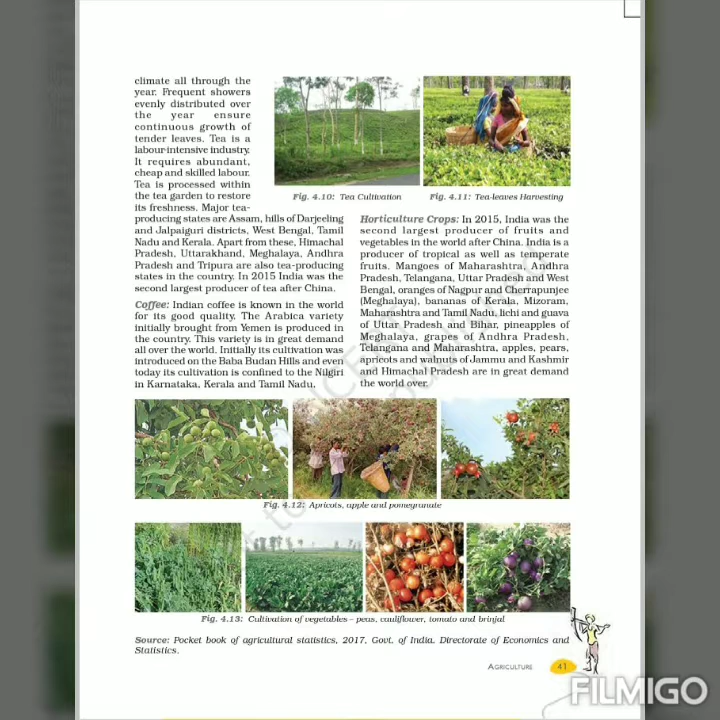 climate all through the
year. Frequent showers
evenly distributed over
the year ensure
continuous growth of
tender leaves. Tea is a
labour-intensive industry.
It requires abundant,
cheap and skilled labour.
Tea is processed within
the tea garden to restore
its freshness. Major tea-
producing states are Assam, hills of Darjeeling
and Jalpaiguri districts, West Bengal, Tamil
Nadu and Kerala. Apart from these, Himachal
Pradesh, Uttarakhand, Meghalaya, Andhra
Pradesh and Tripura are also tea-producing
states in the country. In 2015 India was the
second largest producer of tea after China.
Coffee: Indian coffee is known in the world
for its good quality. The Arabica variety
initially brought from Yemen is produced in
the country. This variety is in great demand
all over the world. Initially its cultivation was
introduced on the Baba Budan Hills and even
today its cultivation is confined to the Nilgiri
in Karnataka, Kerala and Tamil Nadu.
Fig. 4.10: Tea Cultivation
Fig. 4.11: Tea-leaves Harvesting
Horticulture Crops: In 2015, India was the
second largest producer of fruits and
vegetables in the world after China. India is a
producer of tropical as well as temperate
fruits. Mangoes of Maharashtra, Andhra
Pradesh, Telangana, Uttar Pradesh and West
Bengal, oranges of Nagpur and Cherrapunjee
(Meghalaya), bananas of Kerala, Mizoram,
Maharashtra and Tamil Nadu, lichi and guava
of Uttar Pradesh and Bihar, pineapples of
Meghalaya, grapes of Andhra Pradesh,
Telangana and Maharashtra, apples, pears,
apricots and walnuts of Jammu and Kashmir
and Himachal Pradesh are in great demand
the world over.
Fig. 4.12: Apricots, apple and pomegranate
Fig. 4.13: Cultivation of vegetables – peas, cauliflower, tomato and brinjal
Source: Pocket book of agricultural statistics, 2017, Govt. of India. Directorate of Economics and
Statistics.
AGRICULTURE 41
FILMIGO